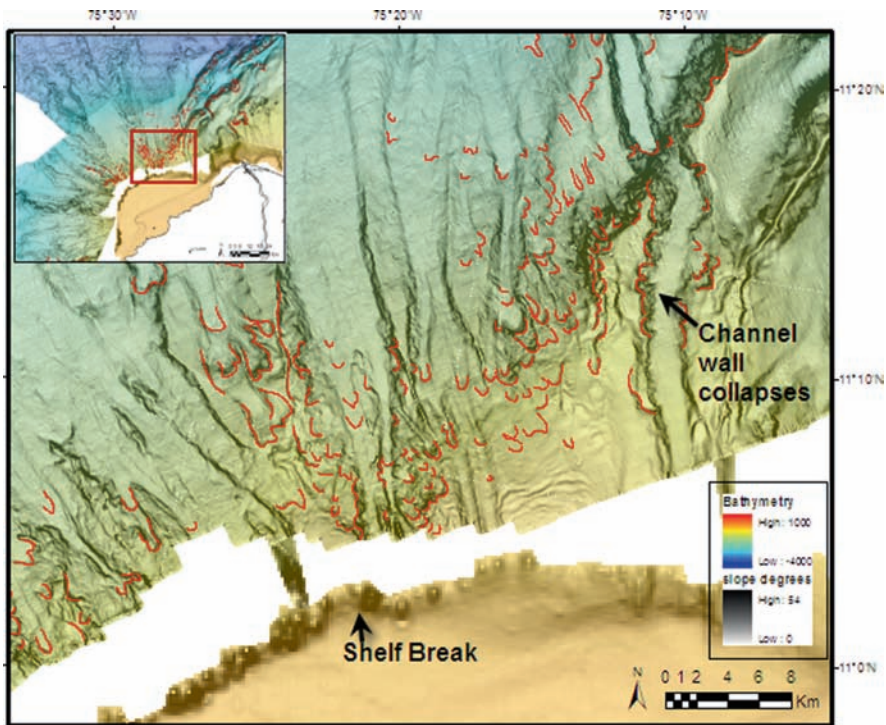 75°30'W 75°20'W 75°10'W
11°20'N
Channel
wall
collapses
11°10'N
Bathymetry
High : 1000
Low : -4000
slope degrees
High : 54
Low : 0
Shelf Break
11°0'N
N
0 1 2 4 6 8
Km